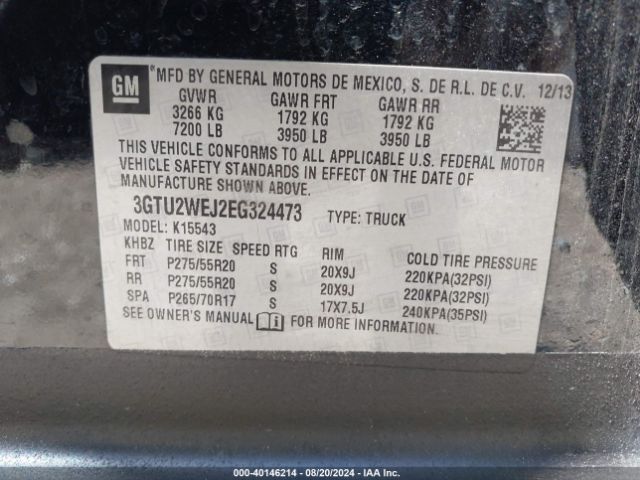 GM
MFD BY GENERAL MOTORS DE MEXICO, S. DE R.L. DE C.V. 12/13
GVWR GAWR FRT GAWR RR
3266 KG 1792 KG 1792 KG
7200 LB 3950 LB 3950 LB
THIS VEHICLE CONFORMS TO ALL APPLICABLE U.S. FEDERAL MOTOR
VEHICLE SAFETY STANDARDS IN EFFECT ON THE DATE OF
MANUFACTURE SHOWN ABOVE.
3GTU2WEJ2EG324473 TYPE: TRUCK
MODEL: K15543
KHBZ TIRE SIZE SPEED RTG RIM COLD TIRE PRESSURE
FRT P275/55R20 S 20X9J 220KPA(32PSI)
RR P275/55R20 S 20X9J 220KPA(32PSI)
SPA P265/70R17 S 17X7.5J 240KPA(35PSI)
SEE OWNER'S MANUAL FOR MORE INFORMATION.
000-40146214 - 08/20/2024 - IAA Inc.